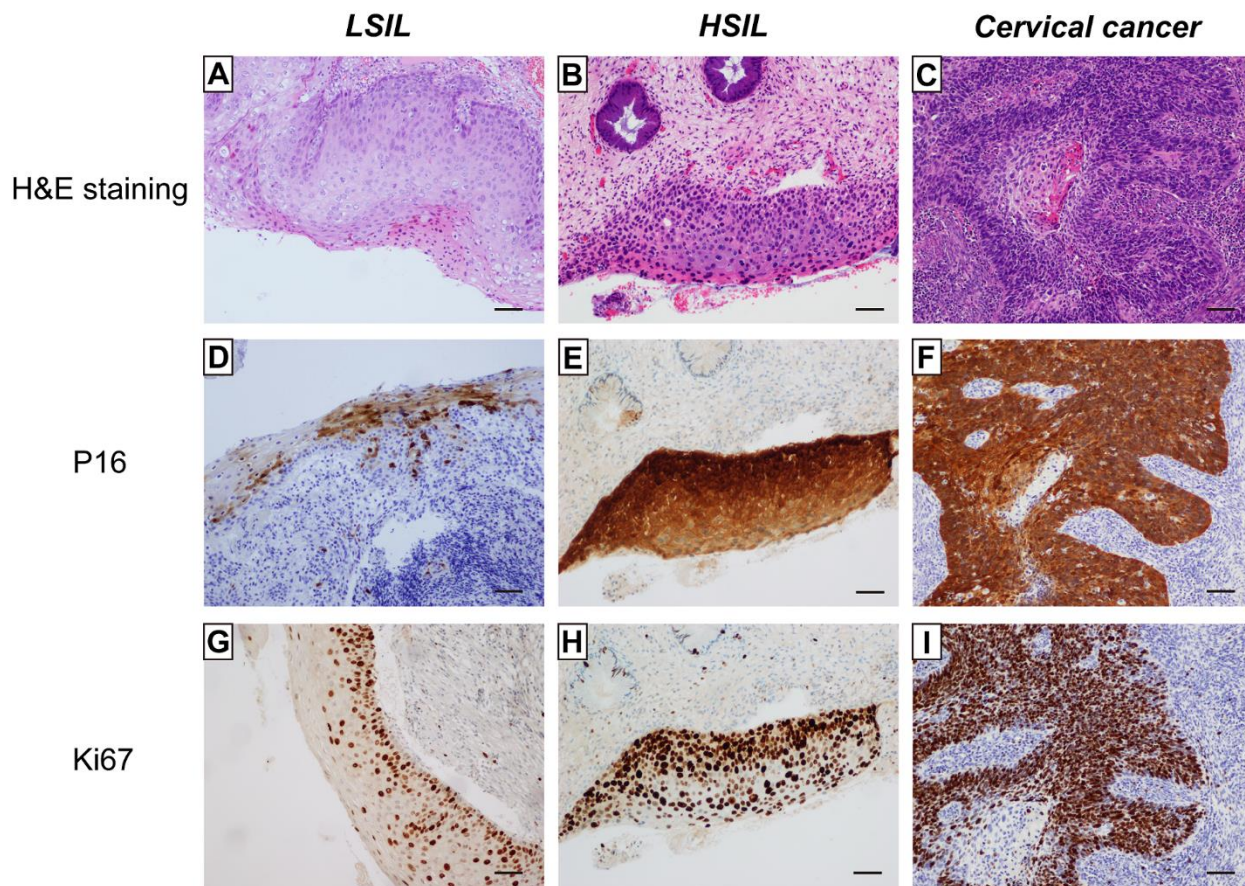 LSIL HSIL Cervical cancer
A B C
H&E staining
D E F
P16
G H I
Ki67